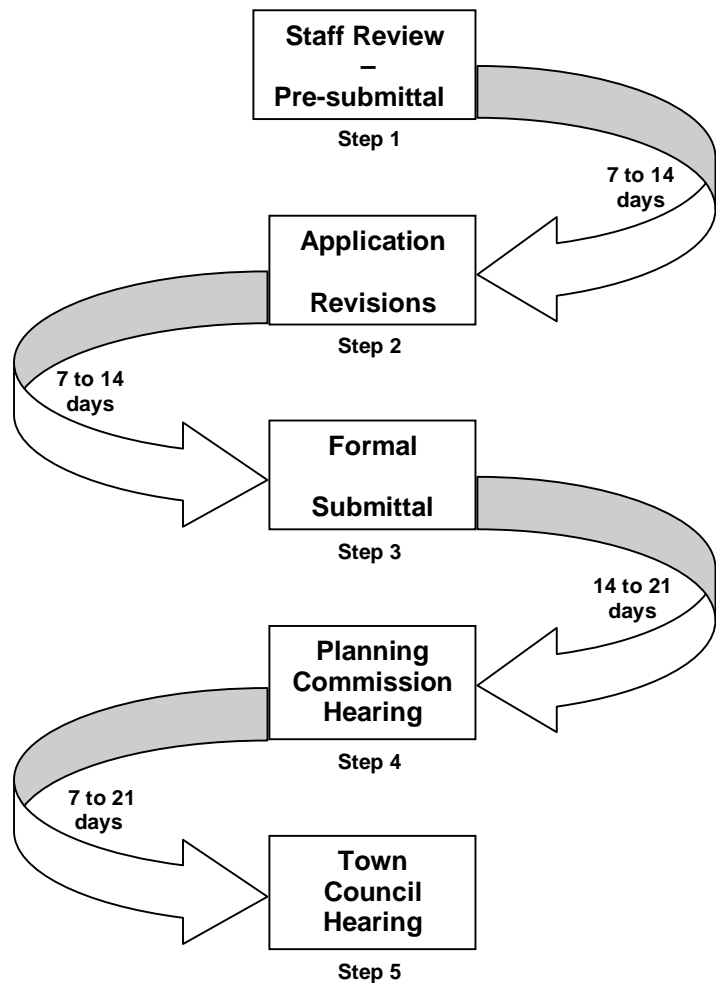 Staff Review
–
Pre-submittal
Step 1
7 to 14
days
Application
Revisions
Step 2
7 to 14
days
Formal
Submittal
Step 3
14 to 21
days
Planning
Commission
Hearing
Step 4
7 to 21
days
Town
Council
Hearing
Step 5